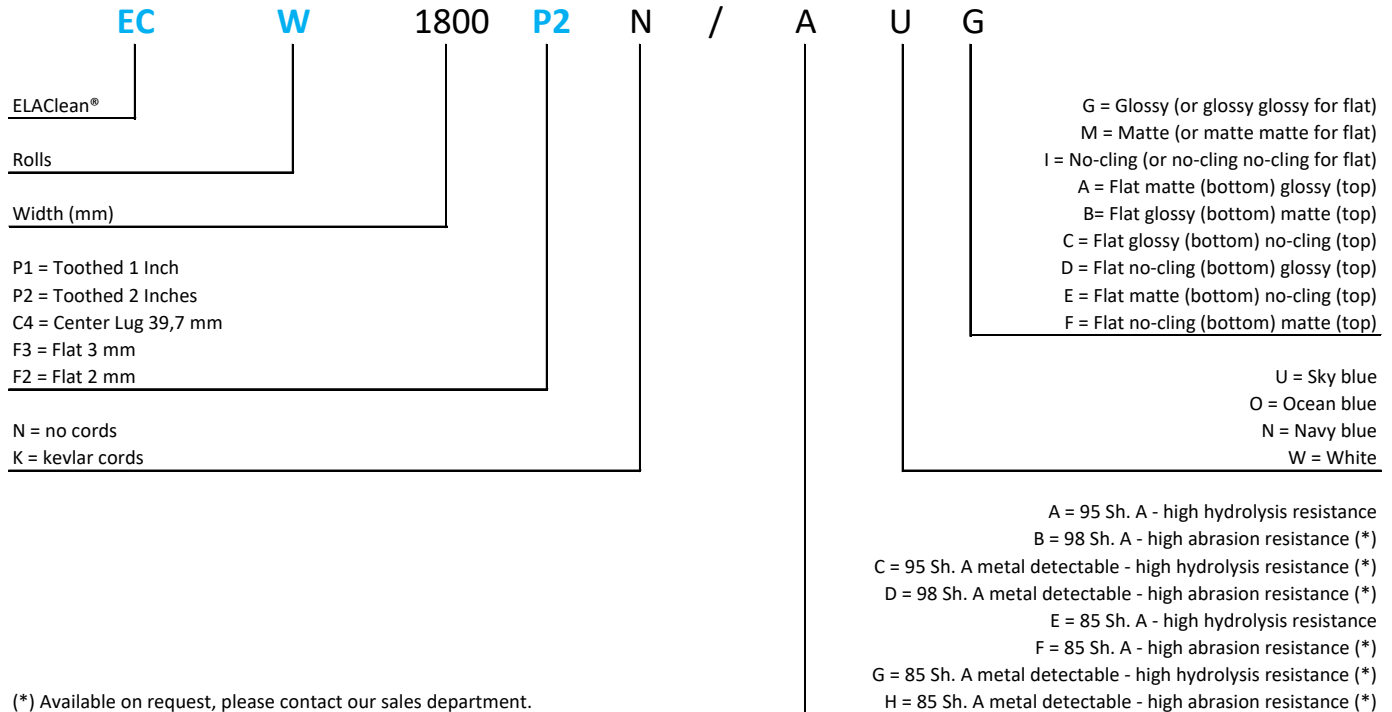 EC W 1800 P2 N / A U G
ELAClean®
Rolls
Width (mm)
P1 = Toothed 1 Inch
P2 = Toothed 2 Inches
C4 = Center Lug 39,7 mm
F3 = Flat 3 mm
F2 = Flat 2 mm
N = no cords
K = kevlar cords
G = Glossy (or glossy glossy for flat)
M = Matte (or matte matte for flat)
I = No-cling (or no-cling no-cling for flat)
A = Flat matte (bottom) glossy (top)
B= Flat glossy (bottom) matte (top)
C = Flat glossy (bottom) no-cling (top)
D = Flat no-cling (bottom) glossy (top)
E = Flat matte (bottom) no-cling (top)
F = Flat no-cling (bottom) matte (top)
U = Sky blue
O = Ocean blue
N = Navy blue
W = White
A = 95 Sh. A - high hydrolysis resistance
B = 98 Sh. A - high abrasion resistance (*)
C = 95 Sh. A metal detectable - high hydrolysis resistance (*)
D = 98 Sh. A metal detectable - high abrasion resistance (*)
E = 85 Sh. A - high hydrolysis resistance
F = 85 Sh. A - high abrasion resistance (*)
G = 85 Sh. A metal detectable - high hydrolysis resistance (*)
H = 85 Sh. A metal detectable - high abrasion resistance (*)
(*) Available on request, please contact our sales department.